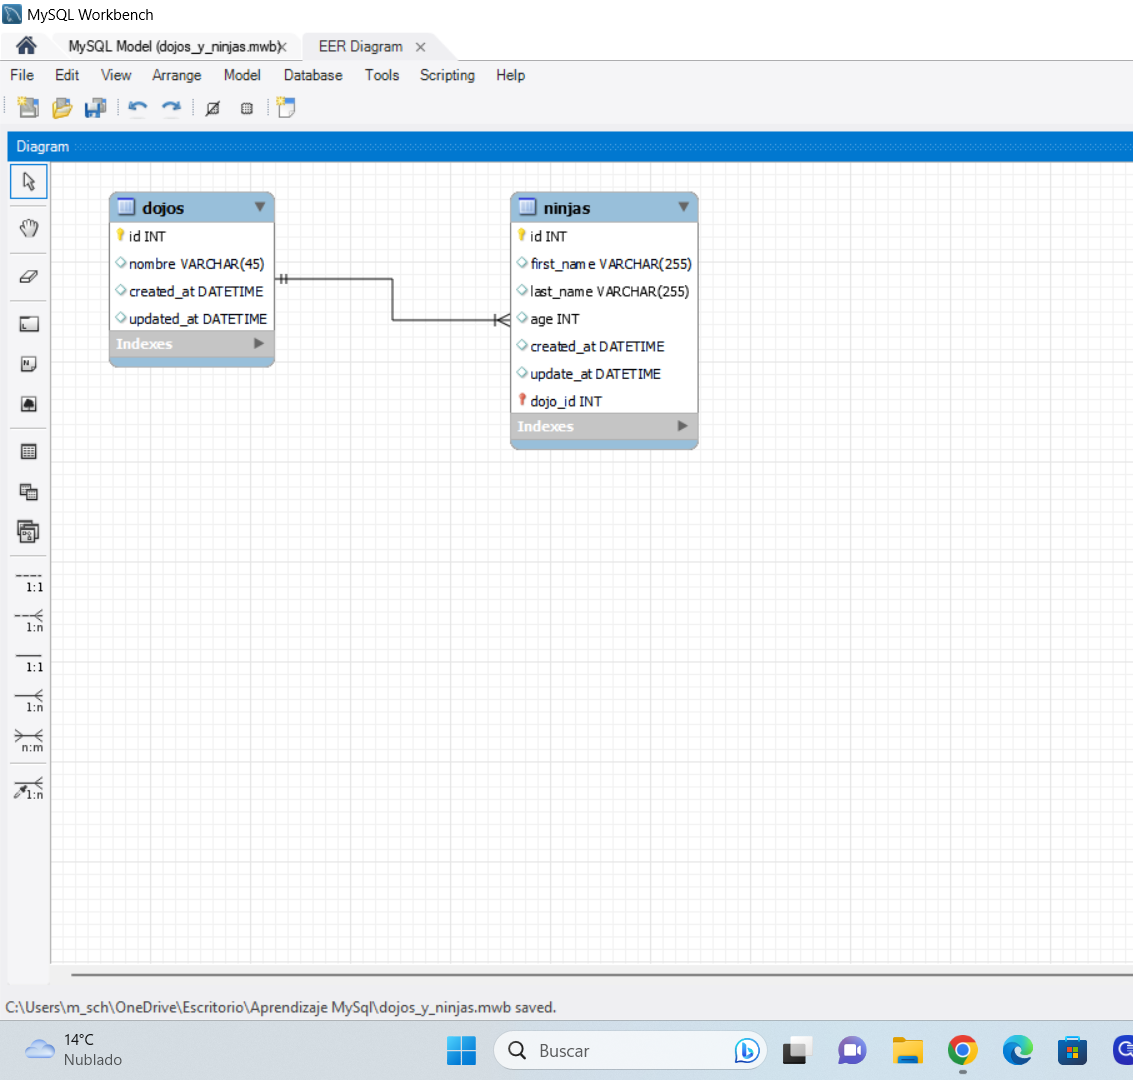 MySQL Workbench
MySQL Model (dojos_y_ninjas.mwb)
EER Diagram
File Edit View Arrange Model Database Tools Scripting Help
Diagram
dojos
id INT
nombre VARCHAR(45)
created_at DATETIME
updated_at DATETIME
Indexes
ninjas
id INT
first_name VARCHAR(255)
last_name VARCHAR(255)
age INT
created_at DATETIME
update_at DATETIME
dojo_id INT
Indexes
1:1
1:n
1:1
1:n
n:m
1:n
C:\Users\m_sch\OneDrive\Escritorio\Aprendizaje MySql\dojos_y_ninjas.mwb saved.
14°C
Nublado
Buscar